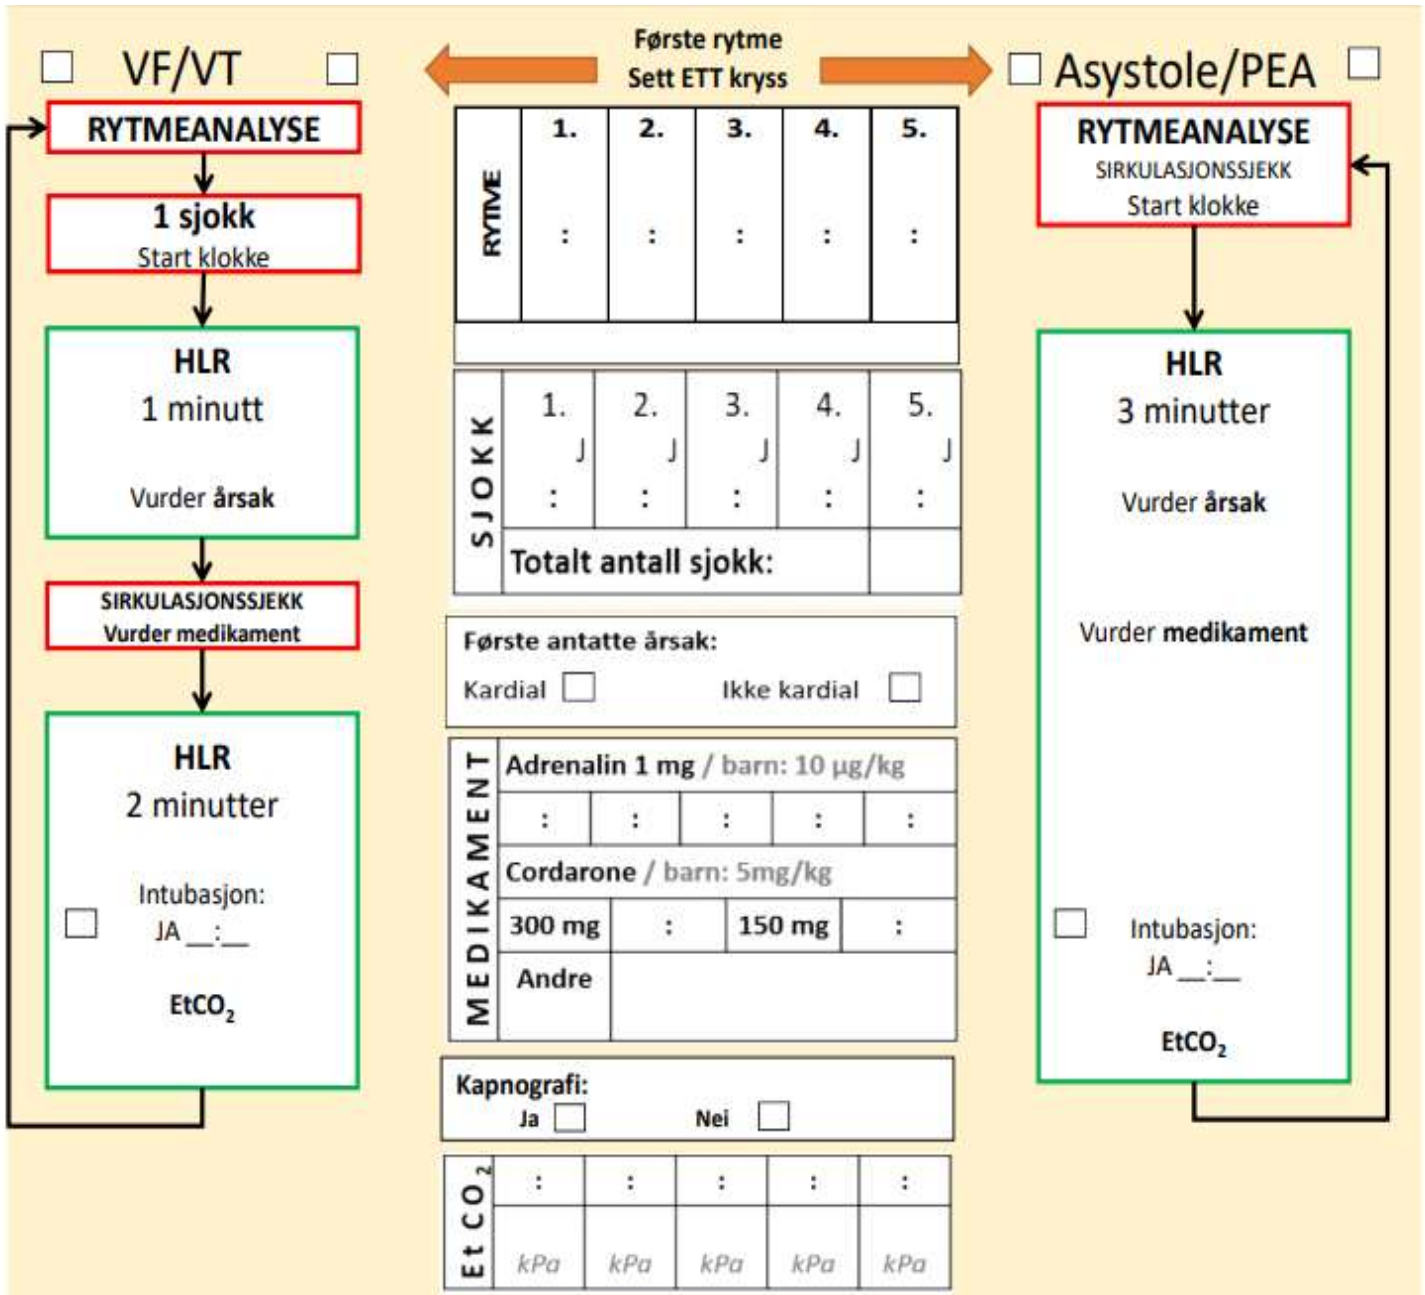 VF/VT
RYTMEANALYSE
1 sjokk
Start klokke
HLR
1 minutt
Vurder årsak
SIRKULASJONSSJEKK
Vurder medikament
HLR
2 minutter
Intubasjon:
JA __:__
EtCO₂
Første rytme
Sett ETT kryss
RYTME
1. 2. 3. 4. 5.
: : : : :
SJOKK
1. 2. 3. 4. 5.
J J J J J
: : : : :
Totalt antall sjokk:
Første antatte årsak:
Kardial Ikke kardial
MEDIKAMENT
Adrenalin 1 mg / barn: 10 µg/kg
: : : : :
Cordarone / barn: 5mg/kg
300 mg : 150 mg :
Andre
Kapnografi:
Ja Nei
EtCO₂
: : : : :
kPa kPa kPa kPa kPa
Asystole/PEA
RYTMEANALYSE
SIRKULASJONSSJEKK
Start klokke
HLR
3 minutter
Vurder årsak
Vurder medikament
Intubasjon:
JA __:__
EtCO₂